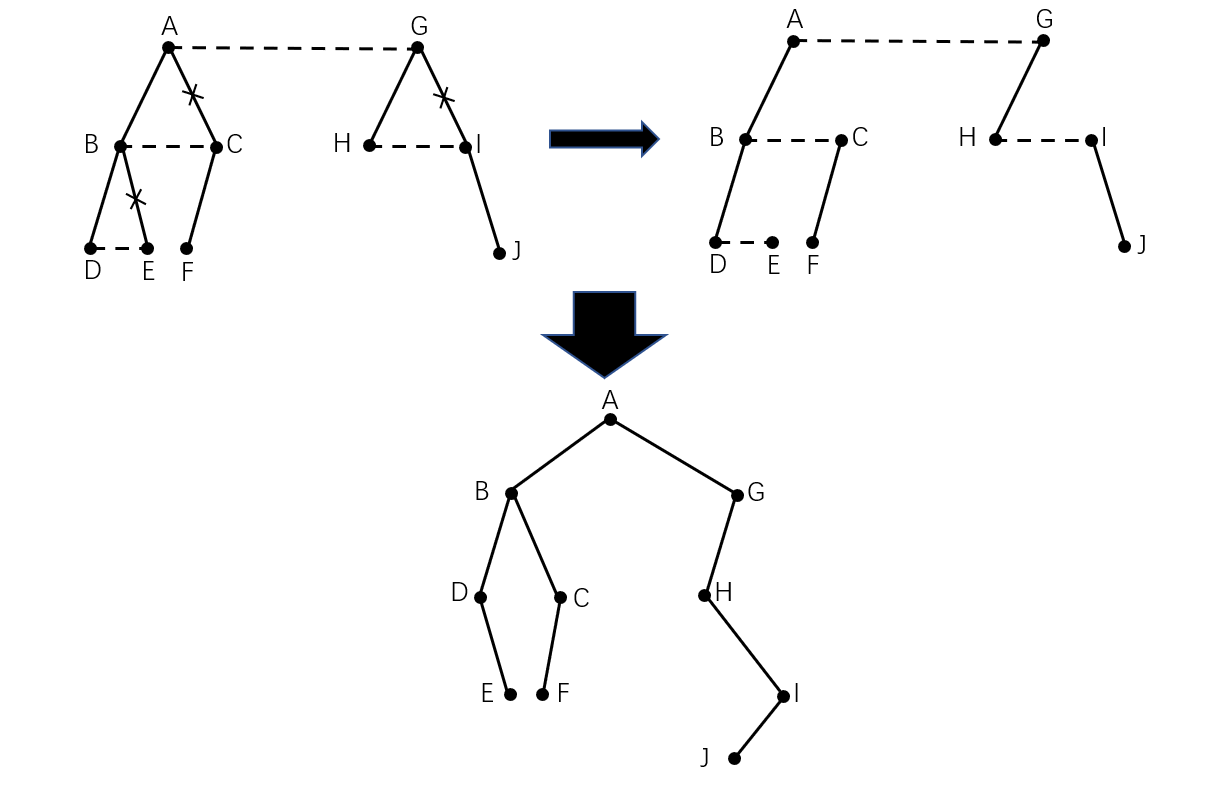 A G
B C H I
D E F J
A G
B C H I
D E F J
A
B G
D C H
E F I
J